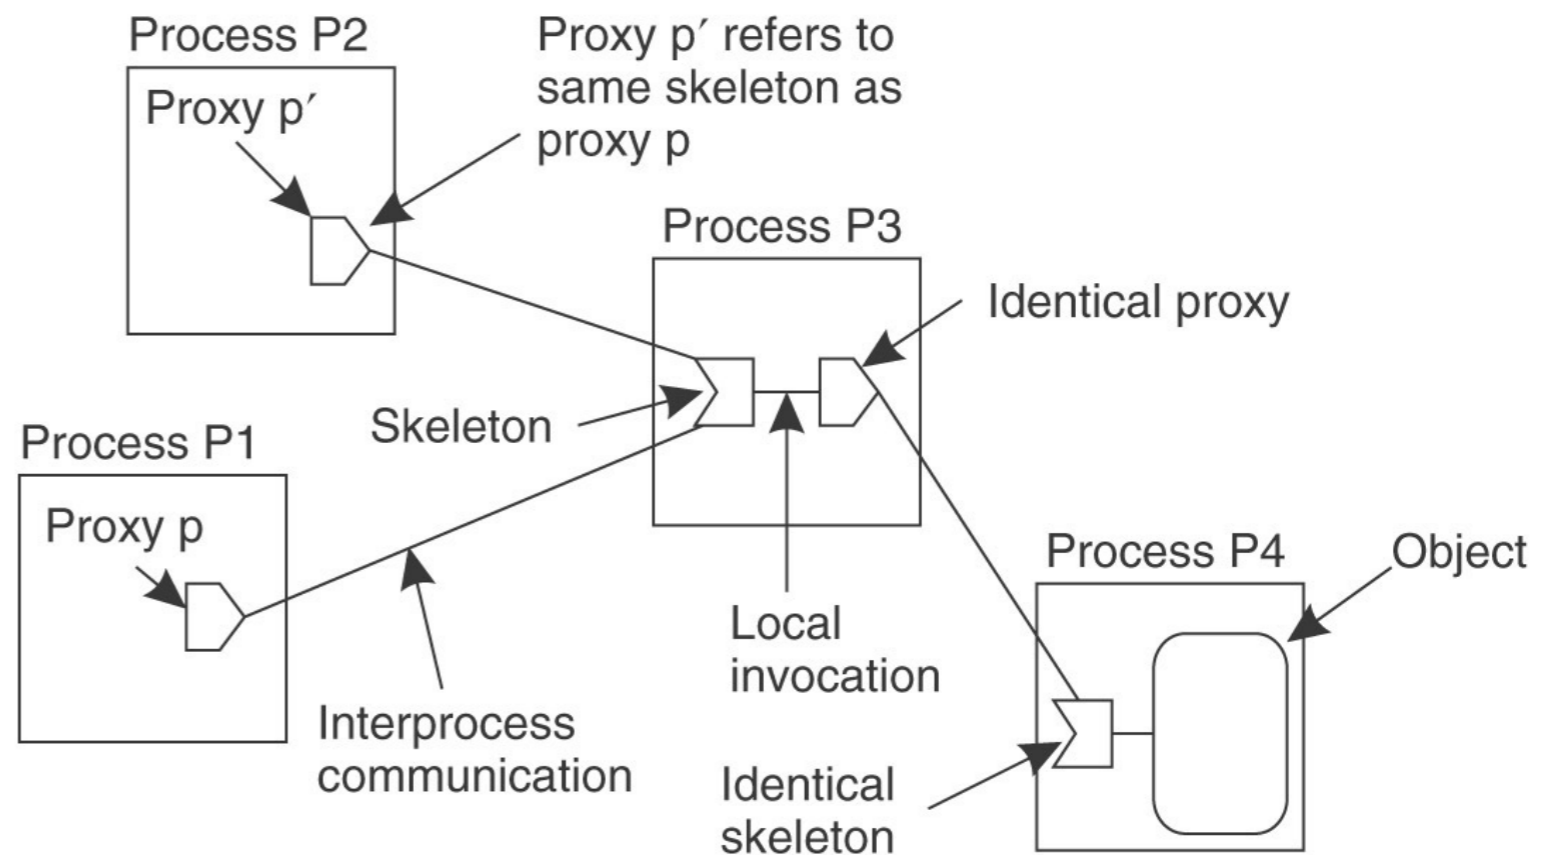 Process P2
Proxy p′
Proxy p′ refers to
same skeleton as
proxy p
Process P3
Identical proxy
Skeleton
Process P1
Proxy p
Interprocess
communication
Local
invocation
Process P4
Object
Identical
skeleton